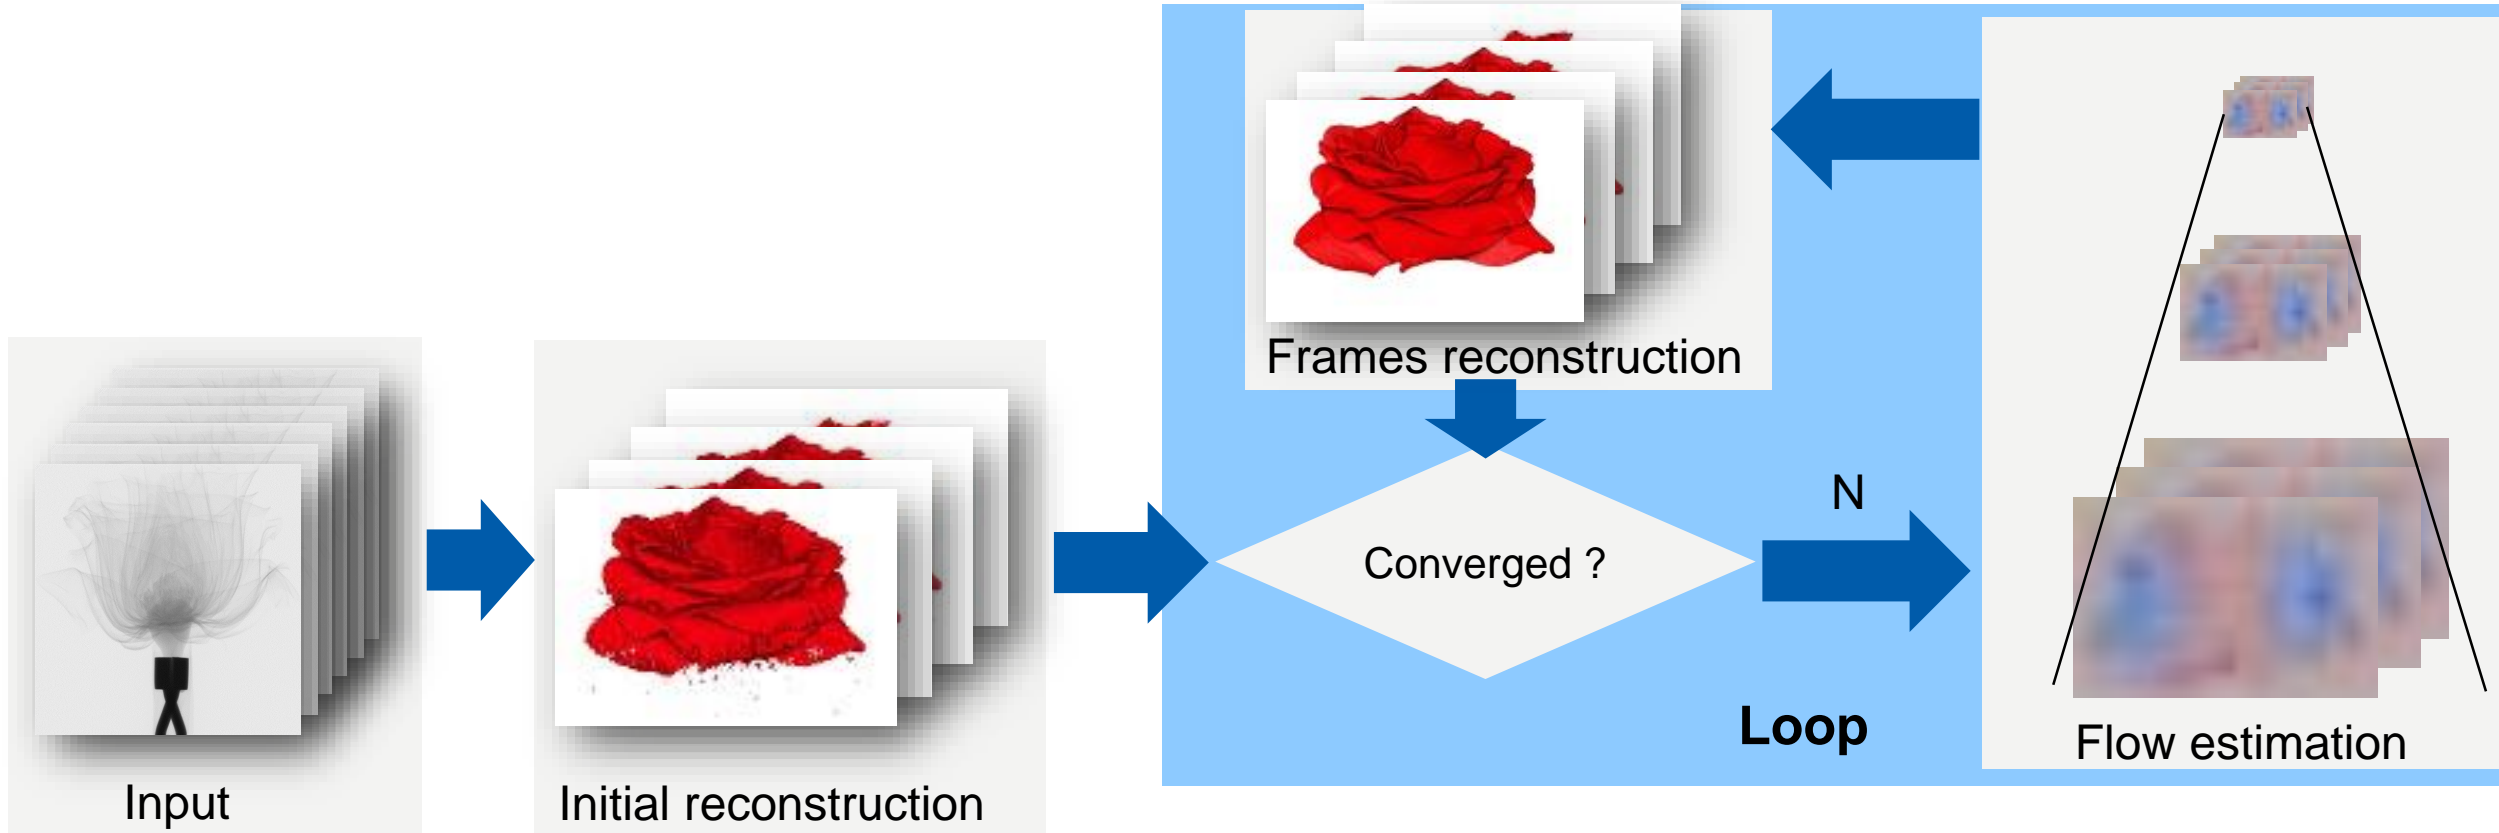 Frames reconstruction
N
Converged ?
Loop
Flow estimation
Input
Initial reconstruction